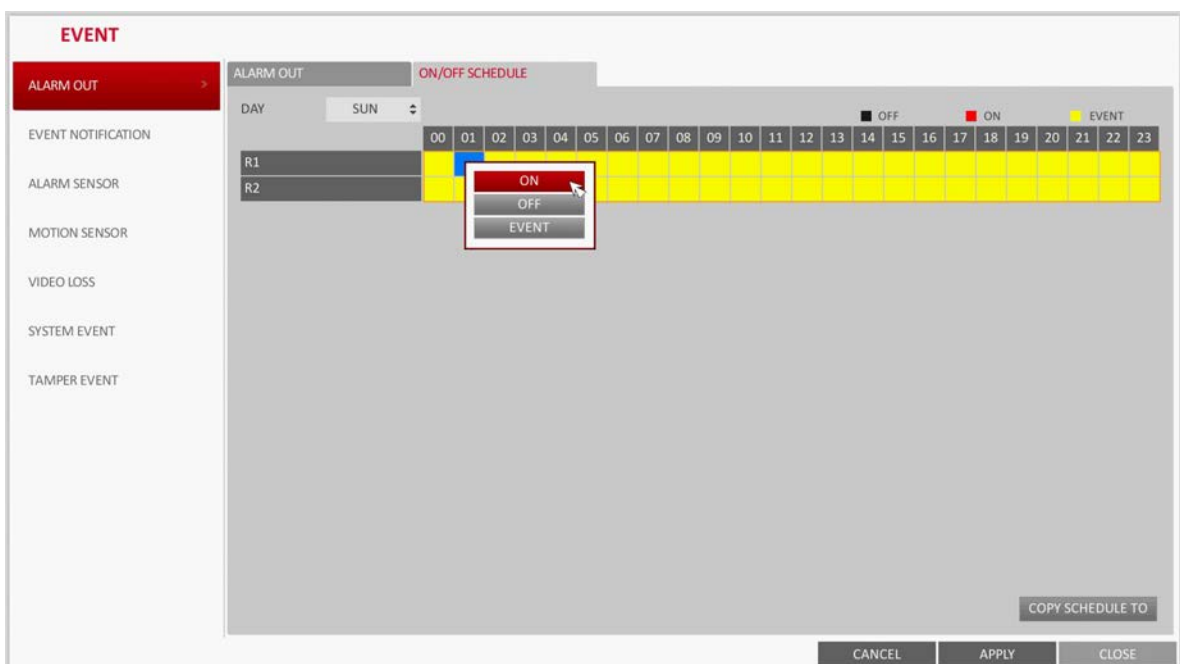 EVENT
ALARM OUT >
EVENT NOTIFICATION
ALARM SENSOR
MOTION SENSOR
VIDEO LOSS
SYSTEM EVENT
TAMPER EVENT
ALARM OUT ON/OFF SCHEDULE
DAY SUN
OFF ON EVENT
00 01 02 03 04 05 06 07 08 09 10 11 12 13 14 15 16 17 18 19 20 21 22 23
R1
R2
ON
OFF
EVENT
COPY SCHEDULE TO
CANCEL APPLY CLOSE